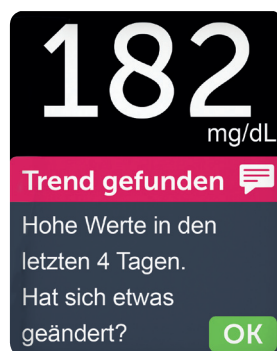 182
mg/dL
Trend gefunden
Hohe Werte in den
letzten 4 Tagen.
Hat sich etwas
geändert?
OK